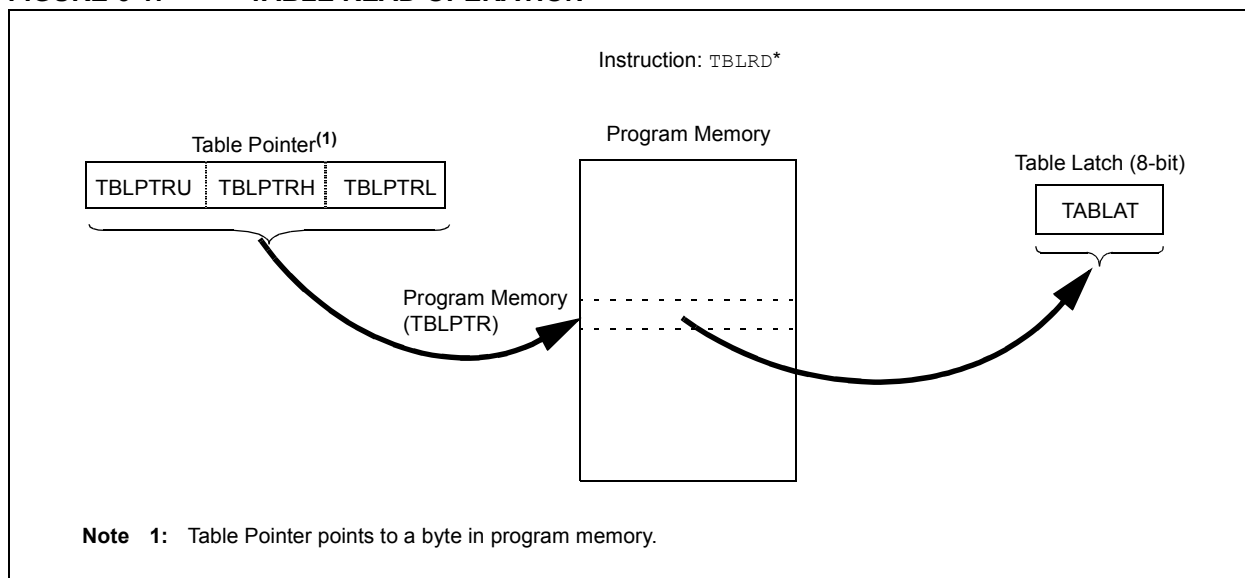 Instruction: TBLRD*
Table Pointer(1)
Program Memory
Table Latch (8-bit)
TBLPTRU TBLPTRH TBLPTRL
TABLAT
Program Memory
(TBLPTR)
Note 1: Table Pointer points to a byte in program memory.